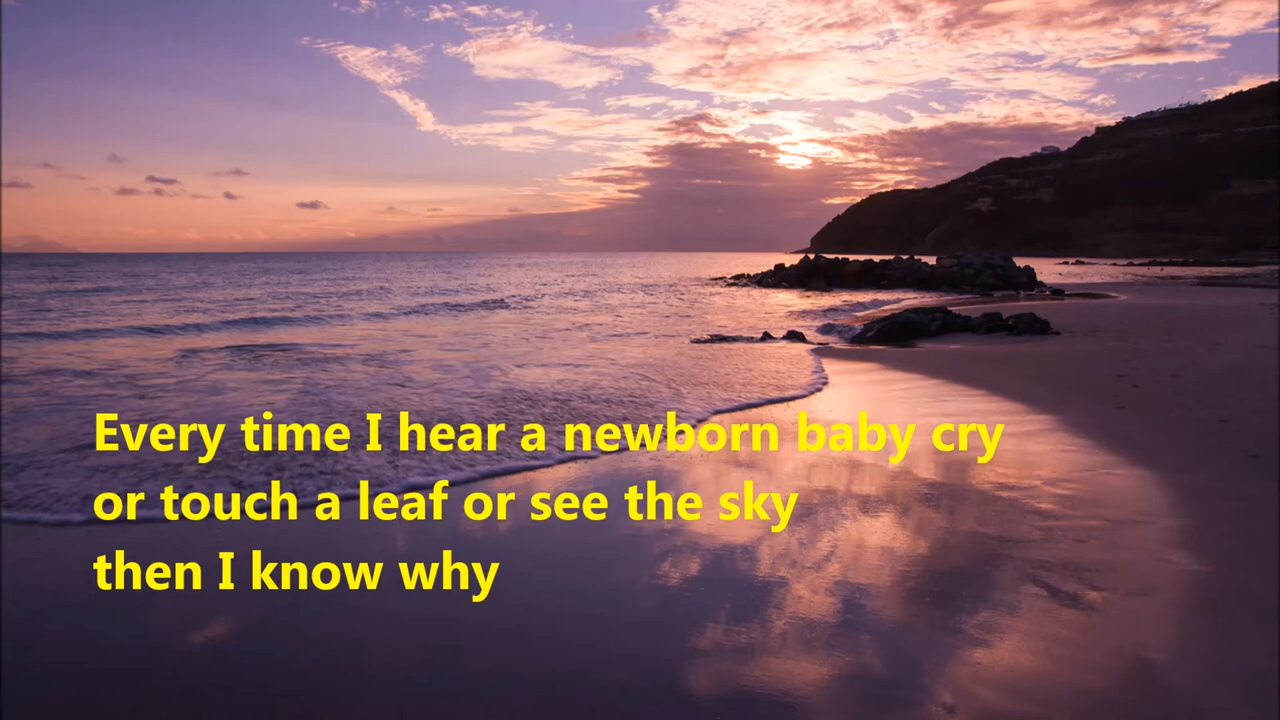 Every time I hear a newborn baby cry
or touch a leaf or see the sky
then I know why